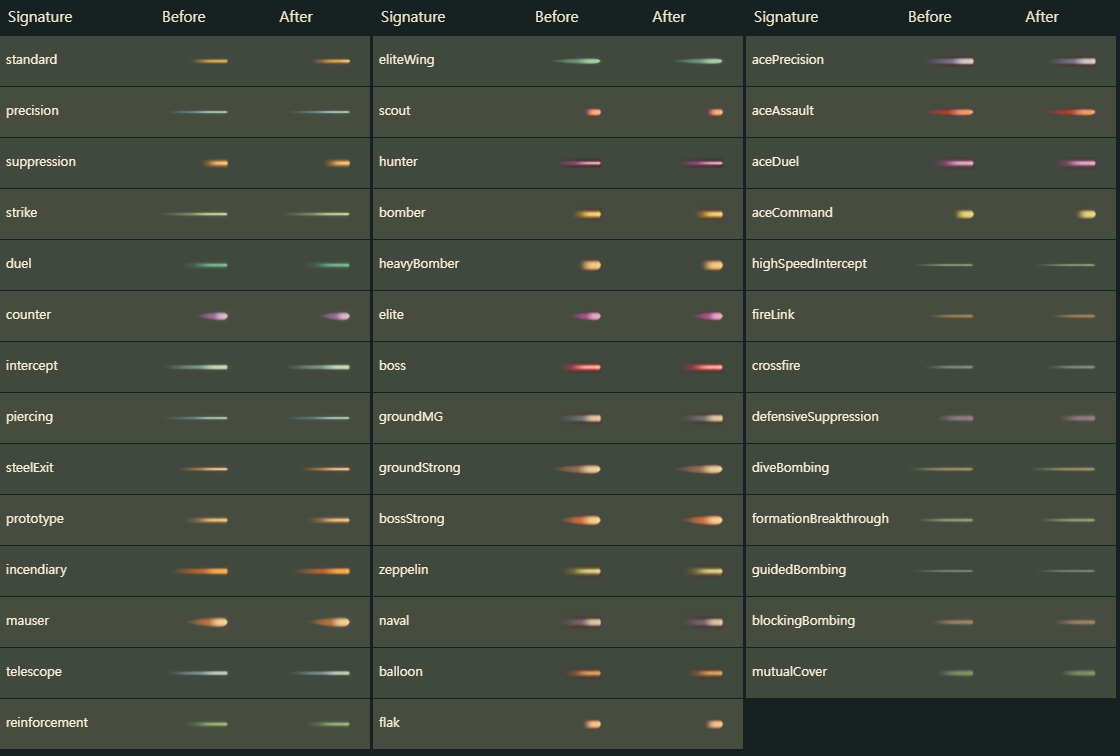 Signature Before After Signature Before After Signature Before After
standard eliteWing acePrecision
precision scout aceAssault
suppression hunter aceDuel
strike bomber aceCommand
duel heavyBomber highSpeedIntercept
counter elite fireLink
intercept boss crossfire
piercing groundMG defensiveSuppression
steelExit groundStrong diveBombing
prototype bossStrong formationBreakthrough
incendiary zeppelin guidedBombing
mauser naval blockingBombing
telescope balloon mutualCover
reinforcement flak